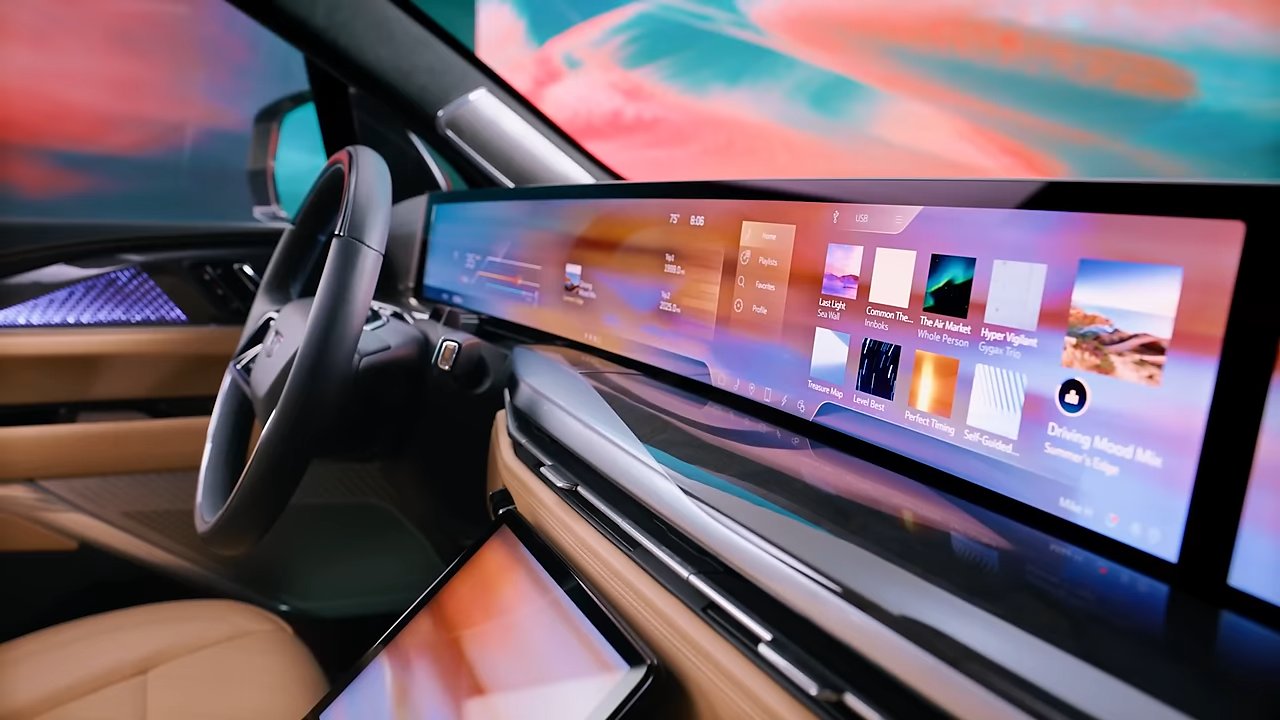 75° 8:06
USB
Home
Playlists
Favorites
Profile
Last Light
Sea Wall
Common The...
Innboks
The Air Market
Whole Person
Hyper Vigilant
Gygax Trio
Treasure Map
Level Best
Perfect Timing
Self-Guided...
Driving Mood Mix
Summer's Edge